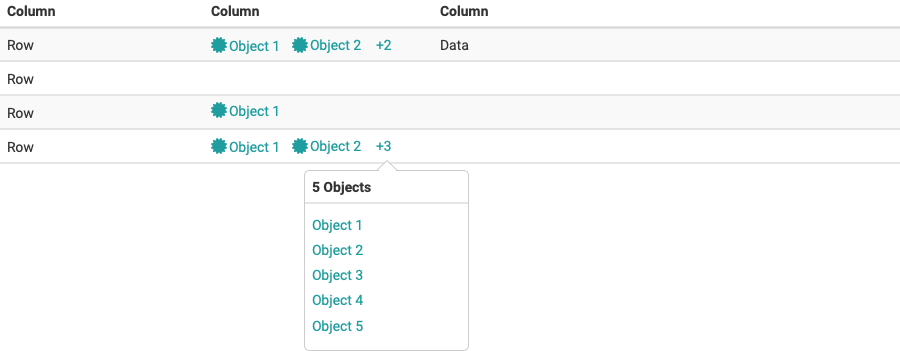 Column Column Column
Row Object 1 Object 2 +2 Data
Row
Row Object 1
Row Object 1 Object 2 +3
5 Objects
Object 1
Object 2
Object 3
Object 4
Object 5